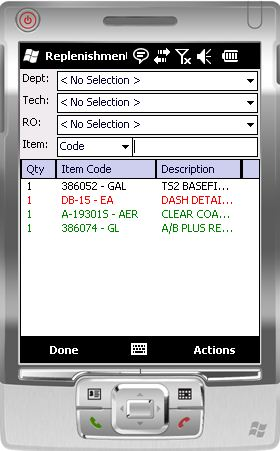 Replenishment
Dept: < No Selection >
Tech: < No Selection >
RO: < No Selection >
Item: Code
Qty Item Code Description
1 386052 - GAL TS2 BASEFI...
1 DB-15 - EA DASH DETAI...
1 A-19301S - AER CLEAR COA...
1 386074 - GL A/B PLUS RE...
Done Actions